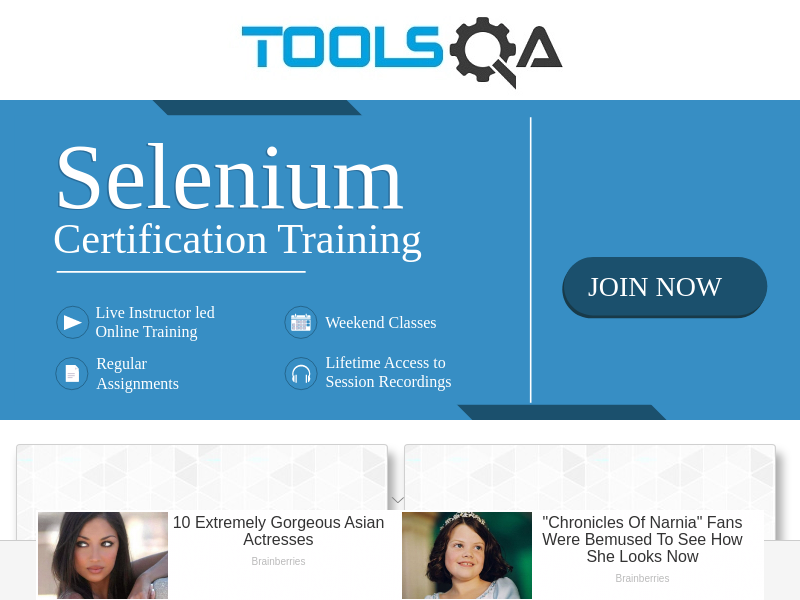 TOOLSQA
Selenium
Certification Training
JOIN NOW
Live Instructor led
Online Training
Weekend Classes
Regular
Assignments
Lifetime Access to
Session Recordings
10 Extremely Gorgeous Asian
Actresses
Brainberries
"Chronicles Of Narnia" Fans
Were Bemused To See How
She Looks Now
Brainberries